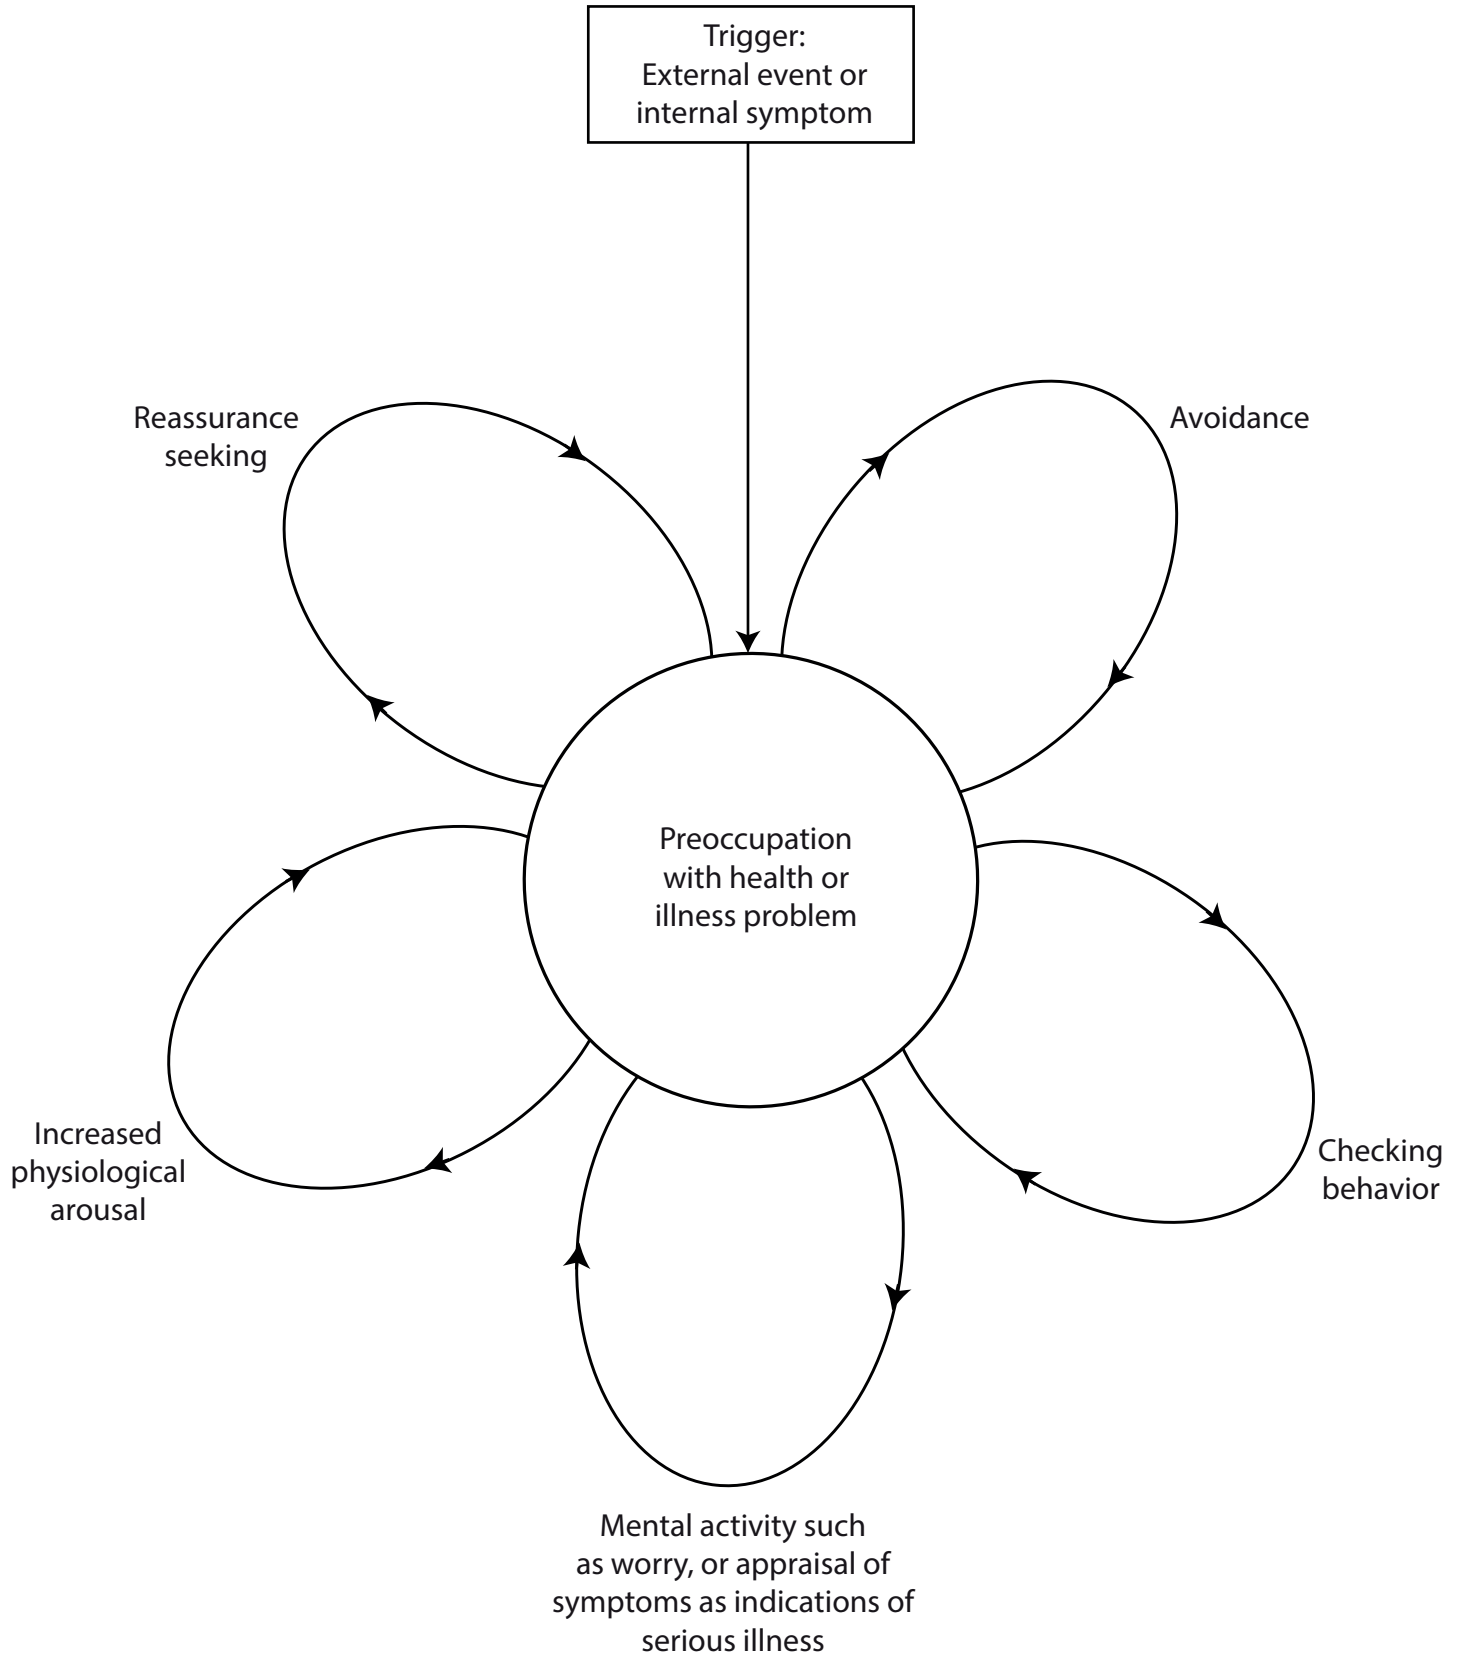 Trigger:
External event or
internal symptom
Reassurance
seeking
Avoidance
Preoccupation
with health or
illness problem
Increased
physiological
arousal
Checking
behavior
Mental activity such
as worry, or appraisal of
symptoms as indications of
serious illness